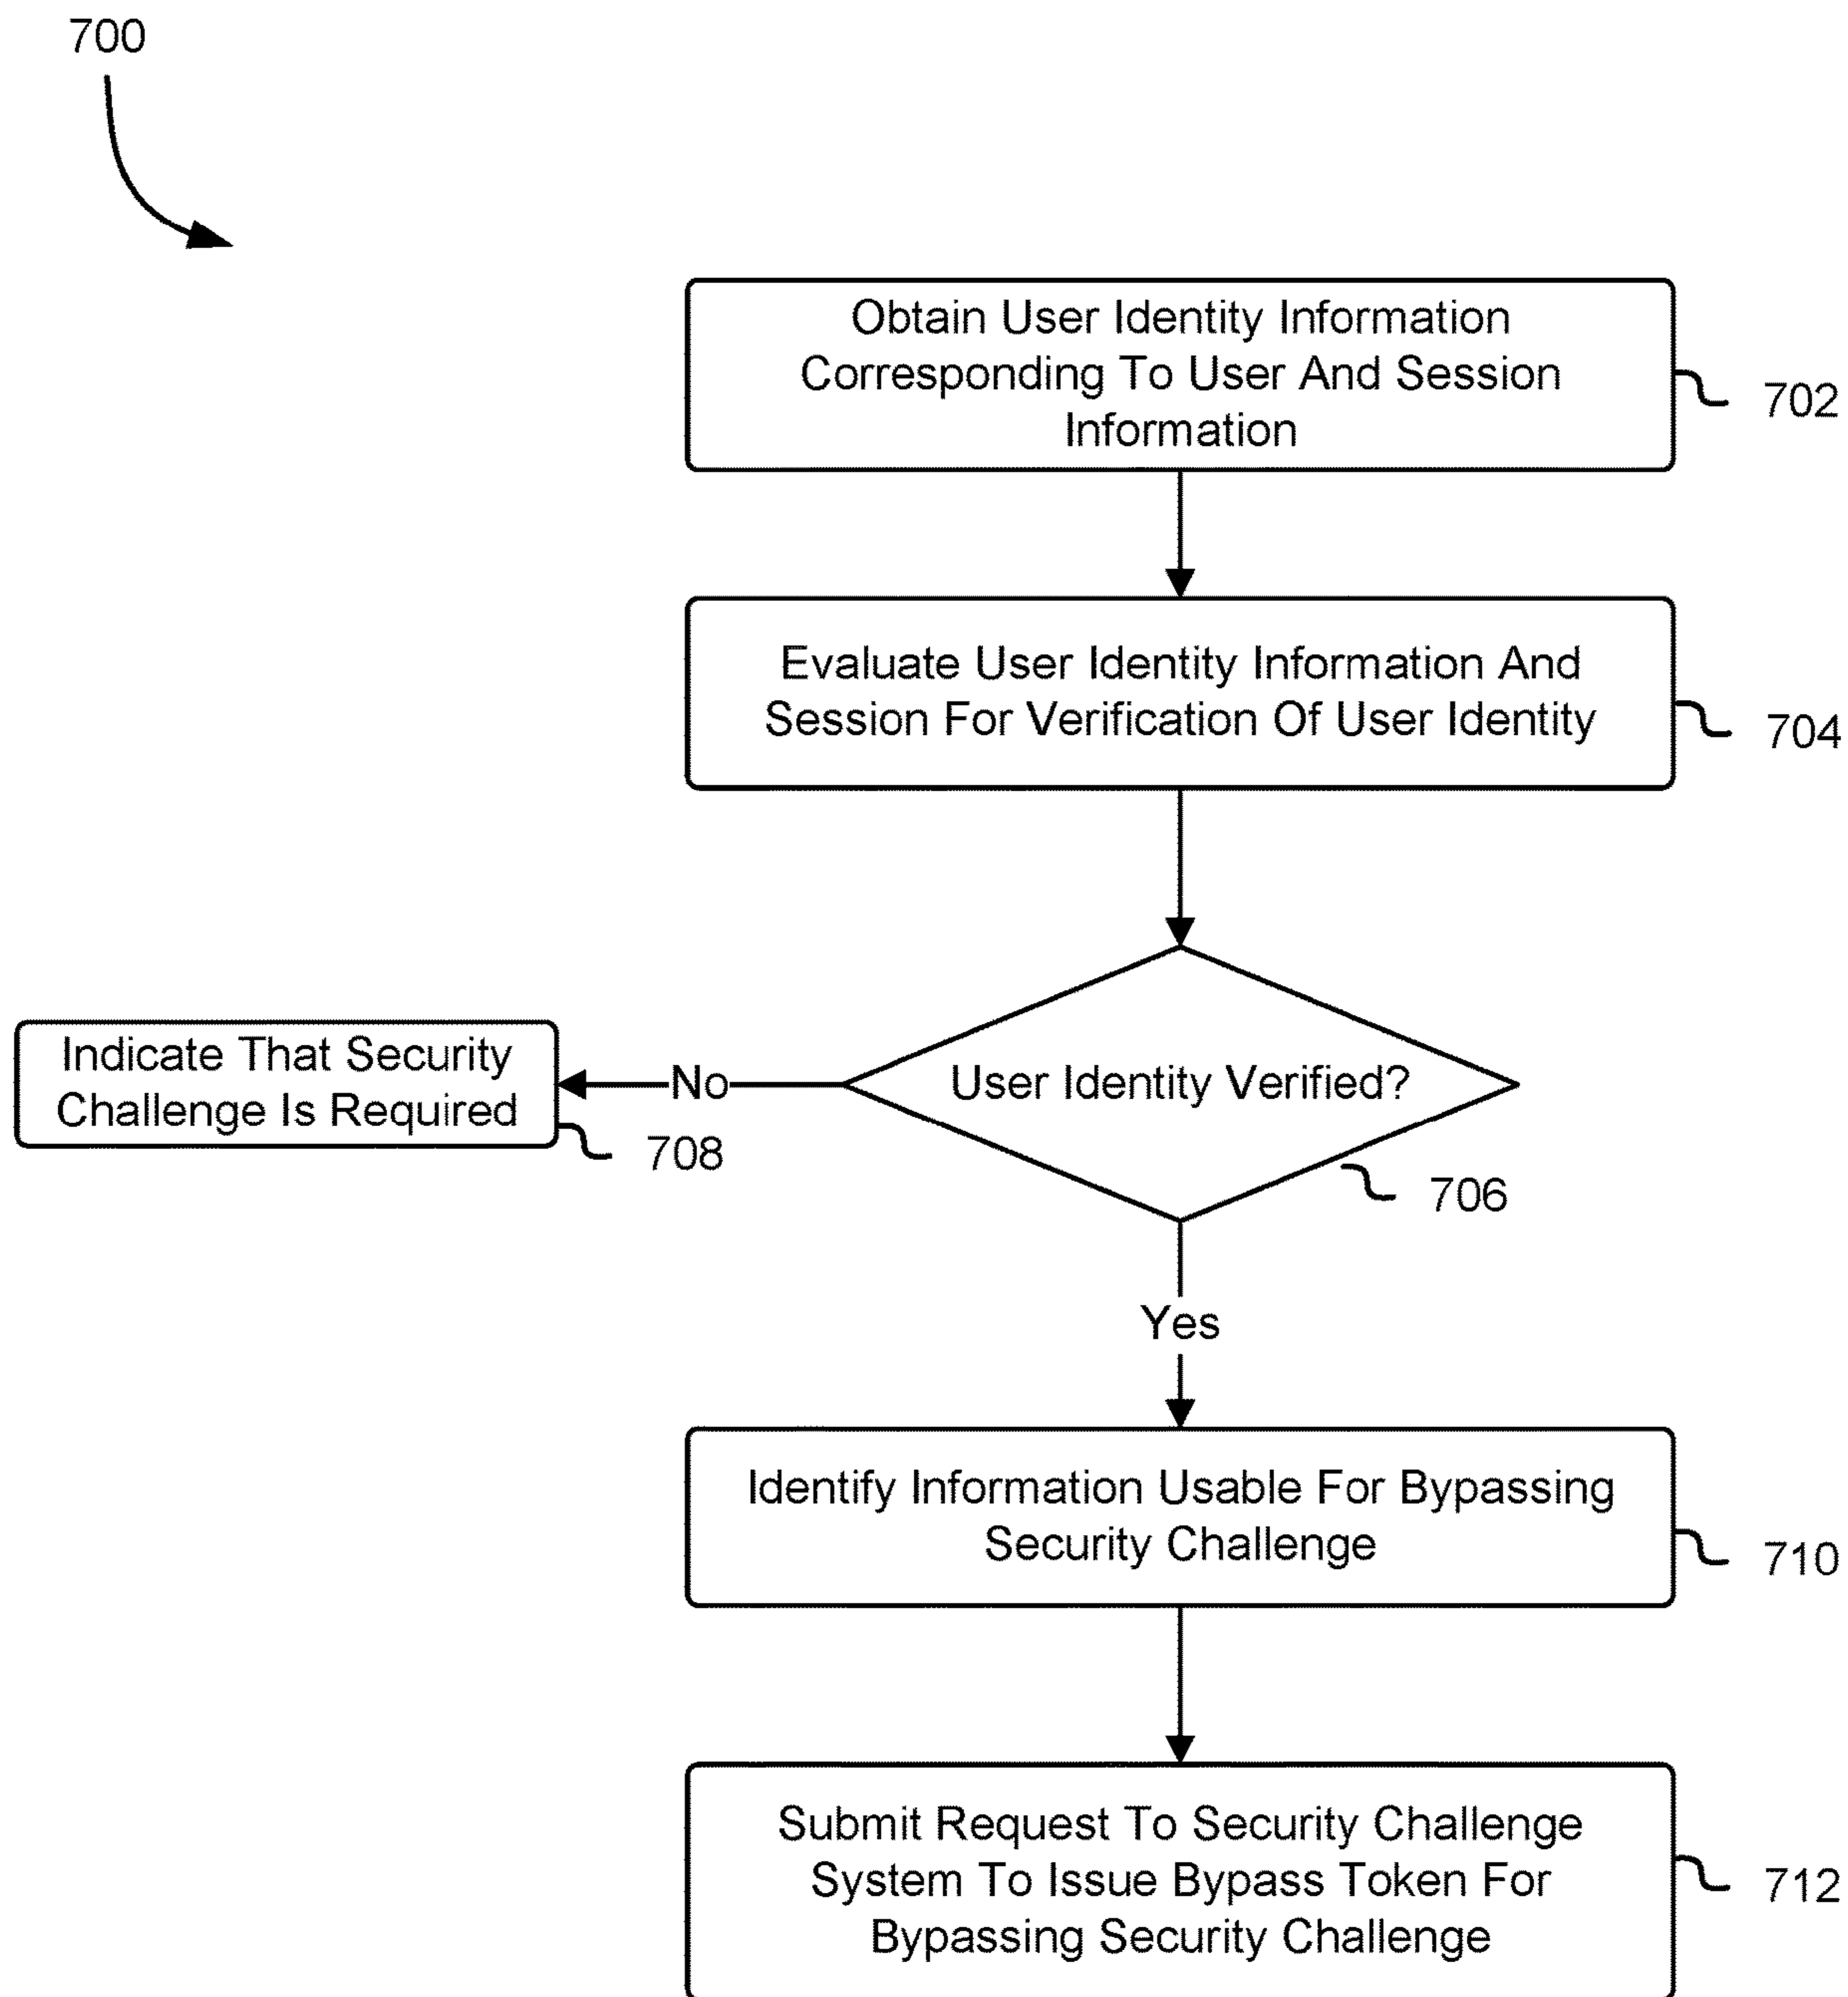 700
Obtain User Identity Information
Corresponding To User And Session
Information
702
Evaluate User Identity Information And
Session For Verification Of User Identity
704
User Identity Verified?
706
No
Indicate That Security
Challenge Is Required
708
Yes
Identify Information Usable For Bypassing
Security Challenge
710
Submit Request To Security Challenge
System To Issue Bypass Token For
Bypassing Security Challenge
712